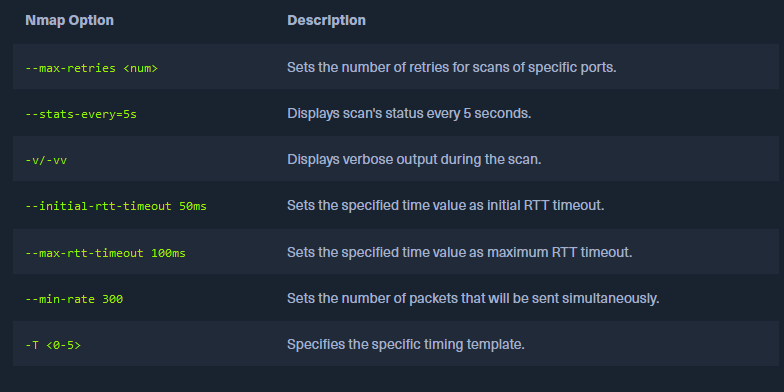 Nmap Option Description
--max-retries <num> Sets the number of retries for scans of specific ports.
--stats-every=5s Displays scan's status every 5 seconds.
-v/-vv Displays verbose output during the scan.
--initial-rtt-timeout 50ms Sets the specified time value as initial RTT timeout.
--max-rtt-timeout 100ms Sets the specified time value as maximum RTT timeout.
--min-rate 300 Sets the number of packets that will be sent simultaneously.
-T <0-5> Specifies the specific timing template.